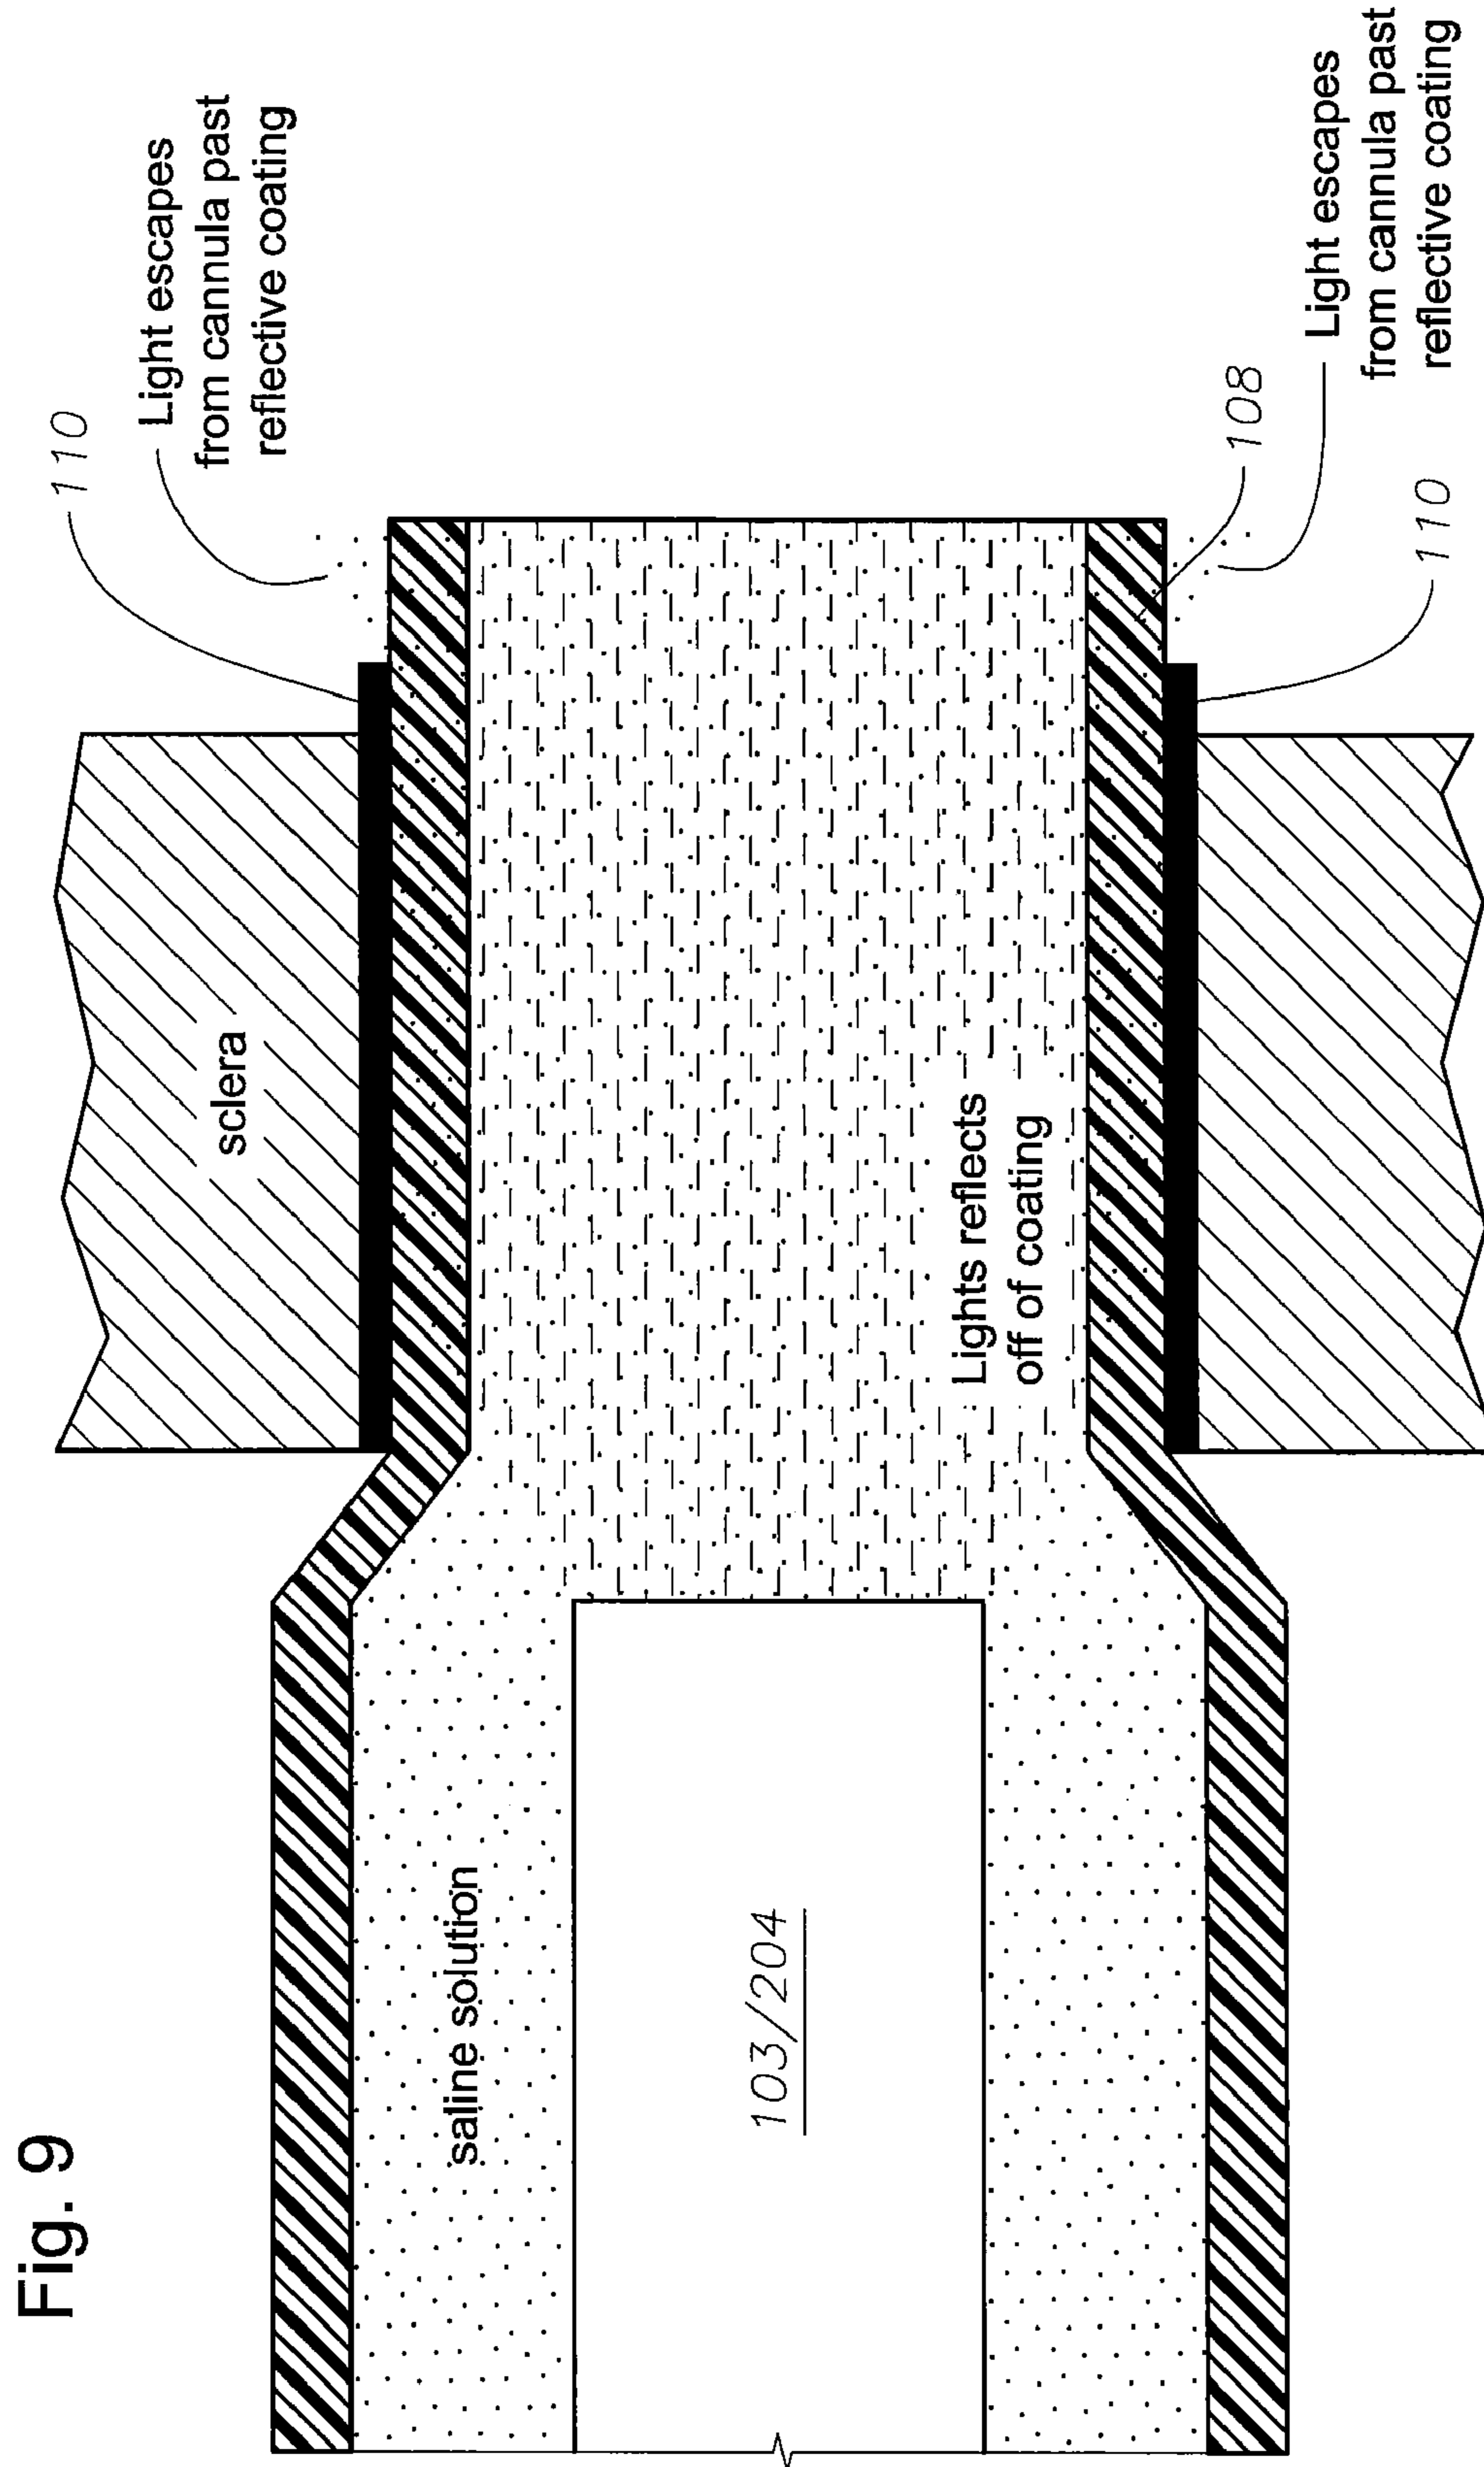 Fig. 9
110
Light escapes
from cannula past
reflective coating
sclera
saline solution
103/204
Lights reflects
off of coating
108
Light escapes
from cannula past
reflective coating
110